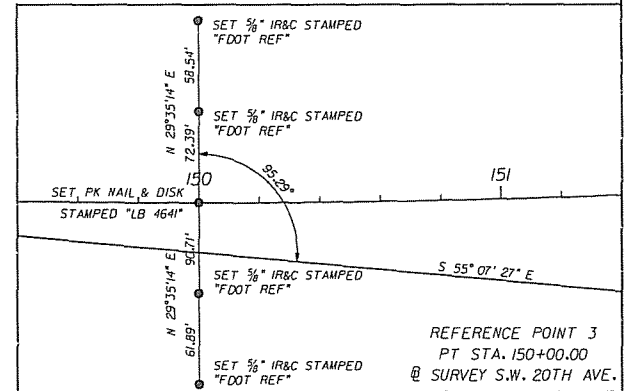 SET 5/8" IR&C STAMPED
"FDOT REF"
58.54'
N 29°35'14" E
SET 5/8" IR&C STAMPED
"FDOT REF"
72.39'
95.29°
150
151
SET PK NAIL & DISK
STAMPED "LB 4641"
90.71'
S 55°07'27" E
SET 5/8" IR&C STAMPED
"FDOT REF"
N 29°35'14" E
61.89'
SET 5/8" IR&C STAMPED
"FDOT REF"
REFERENCE POINT 3
PT STA. 150+00.00
SURVEY S.W. 20TH AVE.